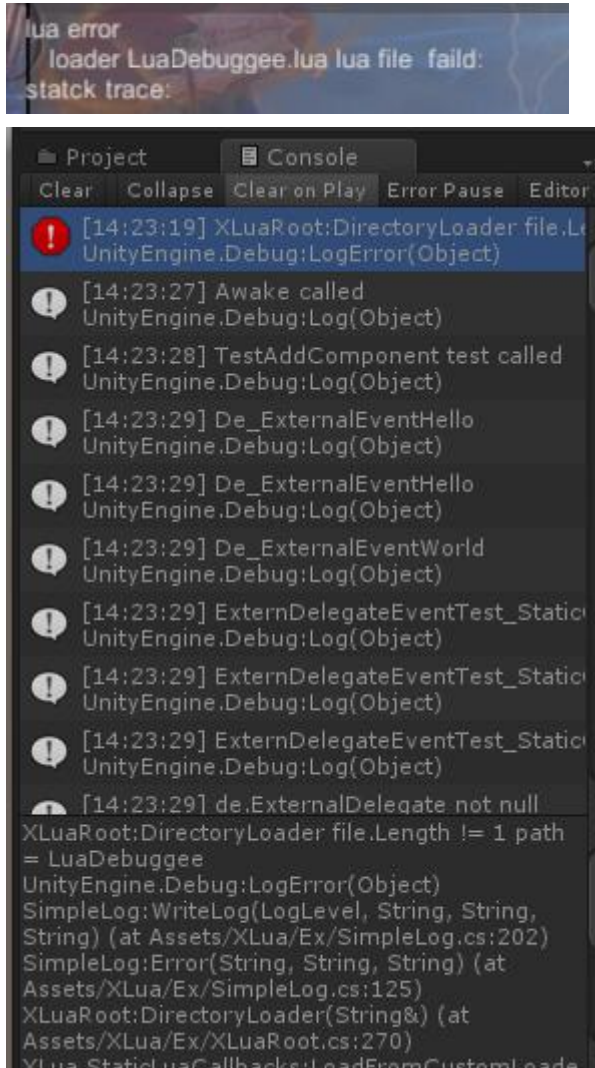 lua error
loader LuaDebuggee.lua lua file faild:
statck trace:
Project Console
Clear Collapse Clear on Play Error Pause Editor
[14:23:19] XLuaRoot:DirectoryLoader file.Le
UnityEngine.Debug:LogError(Object)
[14:23:27] Awake called
UnityEngine.Debug:Log(Object)
[14:23:28] TestAddComponent test called
UnityEngine.Debug:Log(Object)
[14:23:29] De_ExternalEventHello
UnityEngine.Debug:Log(Object)
[14:23:29] De_ExternalEventHello
UnityEngine.Debug:Log(Object)
[14:23:29] De_ExternalEventWorld
UnityEngine.Debug:Log(Object)
[14:23:29] ExternDelegateEventTest_Static
UnityEngine.Debug:Log(Object)
[14:23:29] ExternDelegateEventTest_Static
UnityEngine.Debug:Log(Object)
[14:23:29] ExternDelegateEventTest_Static
UnityEngine.Debug:Log(Object)
[14:23:29] de.ExternalDelegate not null
XLuaRoot:DirectoryLoader file.Length != 1 path
= LuaDebuggee
UnityEngine.Debug:LogError(Object)
SimpleLog:WriteLog(LogLevel, String, String,
String) (at Assets/XLua/Ex/SimpleLog.cs:202)
SimpleLog:Error(String, String, String) (at
Assets/XLua/Ex/SimpleLog.cs:125)
XLuaRoot:DirectoryLoader(String&) (at
Assets/XLua/Ex/XLuaRoot.cs:270)
XLua.StaticLuaCallbacks:LoadFromCustomLoade